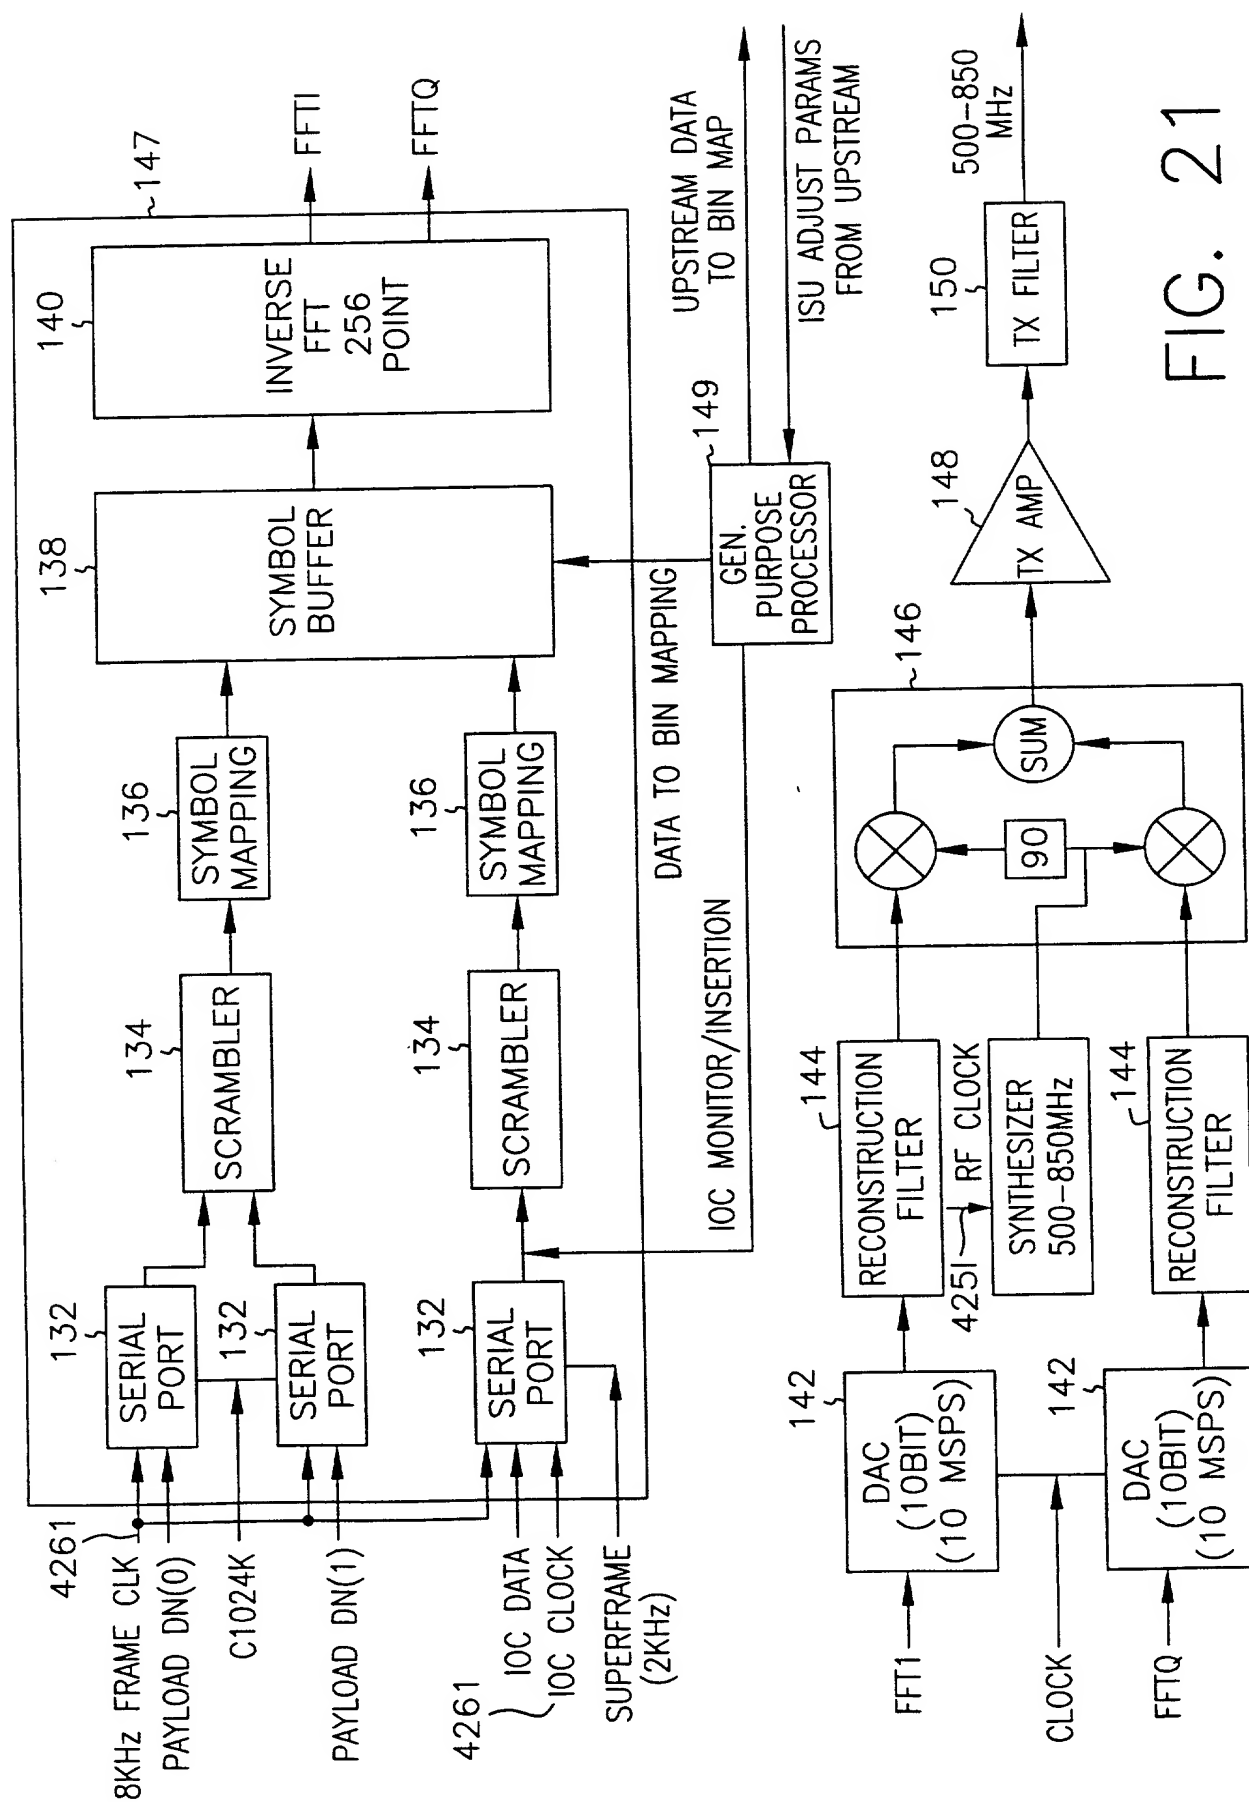 8KHz FRAME CLK
4261
PAYLOAD DN(0)
C1024K
PAYLOAD DN(1)
4261
IOC DATA
IOC CLOCK
SUPERFRAME
(2KHz)
132
SERIAL
PORT
132
SERIAL
PORT
132
SERIAL
PORT
134
SCRAMBLER
134
SCRAMBLER
136
SYMBOL
MAPPING
136
SYMBOL
MAPPING
138
SYMBOL
BUFFER
140
INVERSE
FFT
256
POINT
147
FFTI
FFTQ
IOC MONITOR/INSERTION
DATA TO BIN MAPPING
149
GEN.
PURPOSE
PROCESSOR
UPSTREAM DATA
TO BIN MAP
ISU ADJUST PARAMS
FROM UPSTREAM
FFT1
CLOCK
FFTQ
142
DAC
(10BIT)
(10 MSPS)
142
DAC
(10BIT)
(10 MSPS)
144
RECONSTRUCTION
FILTER
4251
RF CLOCK
SYNTHESIZER
500-850MHz
144
RECONSTRUCTION
FILTER
146
90
SUM
148
TX AMP
150
TX FILTER
500-850
MHz
FIG. 21